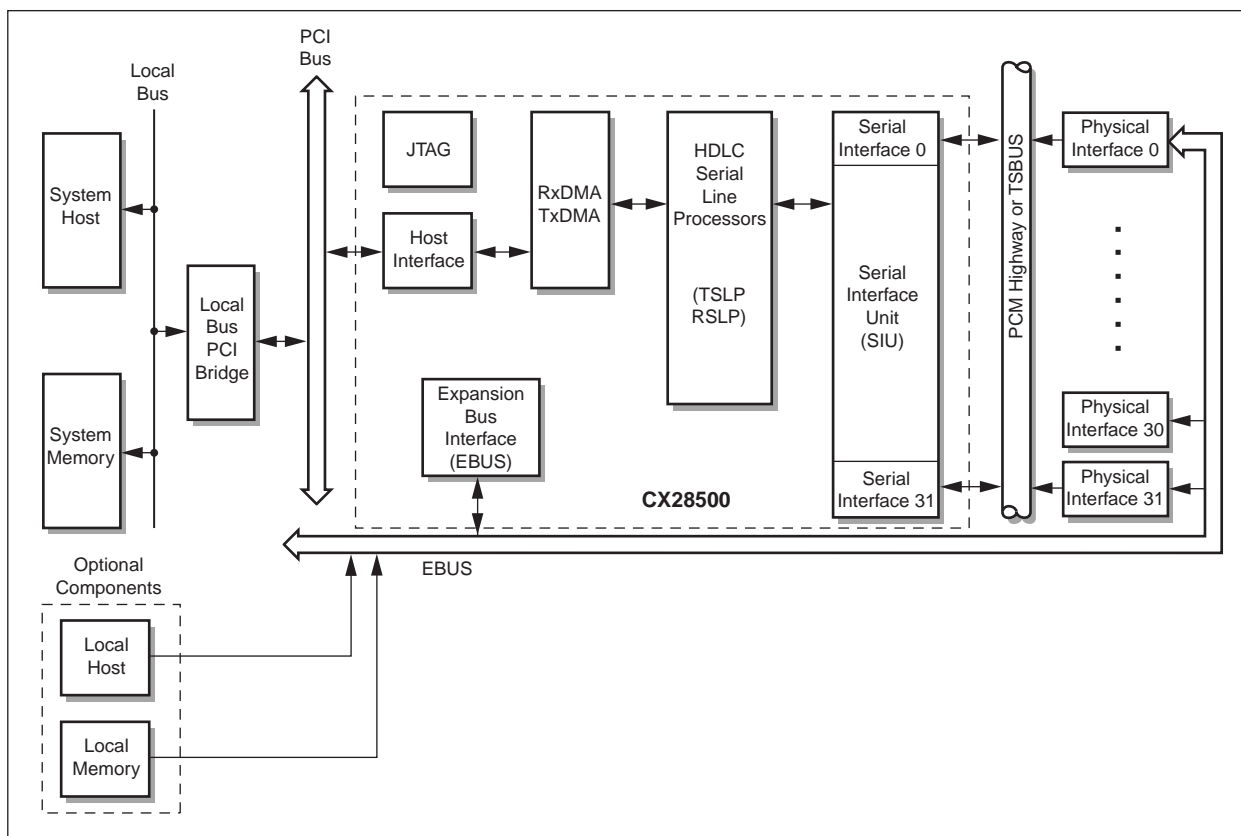 PCI
Bus
Local
Bus
System
Host
System
Memory
Local
Bus
PCI
Bridge
JTAG
Host
Interface
RxDMA
TxDMA
HDLC
Serial
Line
Processors
(TSLP
RSLP)
Serial
Interface 0
Serial
Interface
Unit
(SIU)
Serial
Interface 31
Expansion
Bus
Interface
(EBUS)
CX28500
PCM Highway or TSBUS
Physical
Interface 0
Physical
Interface 30
Physical
Interface 31
EBUS
Optional
Components
Local
Host
Local
Memory